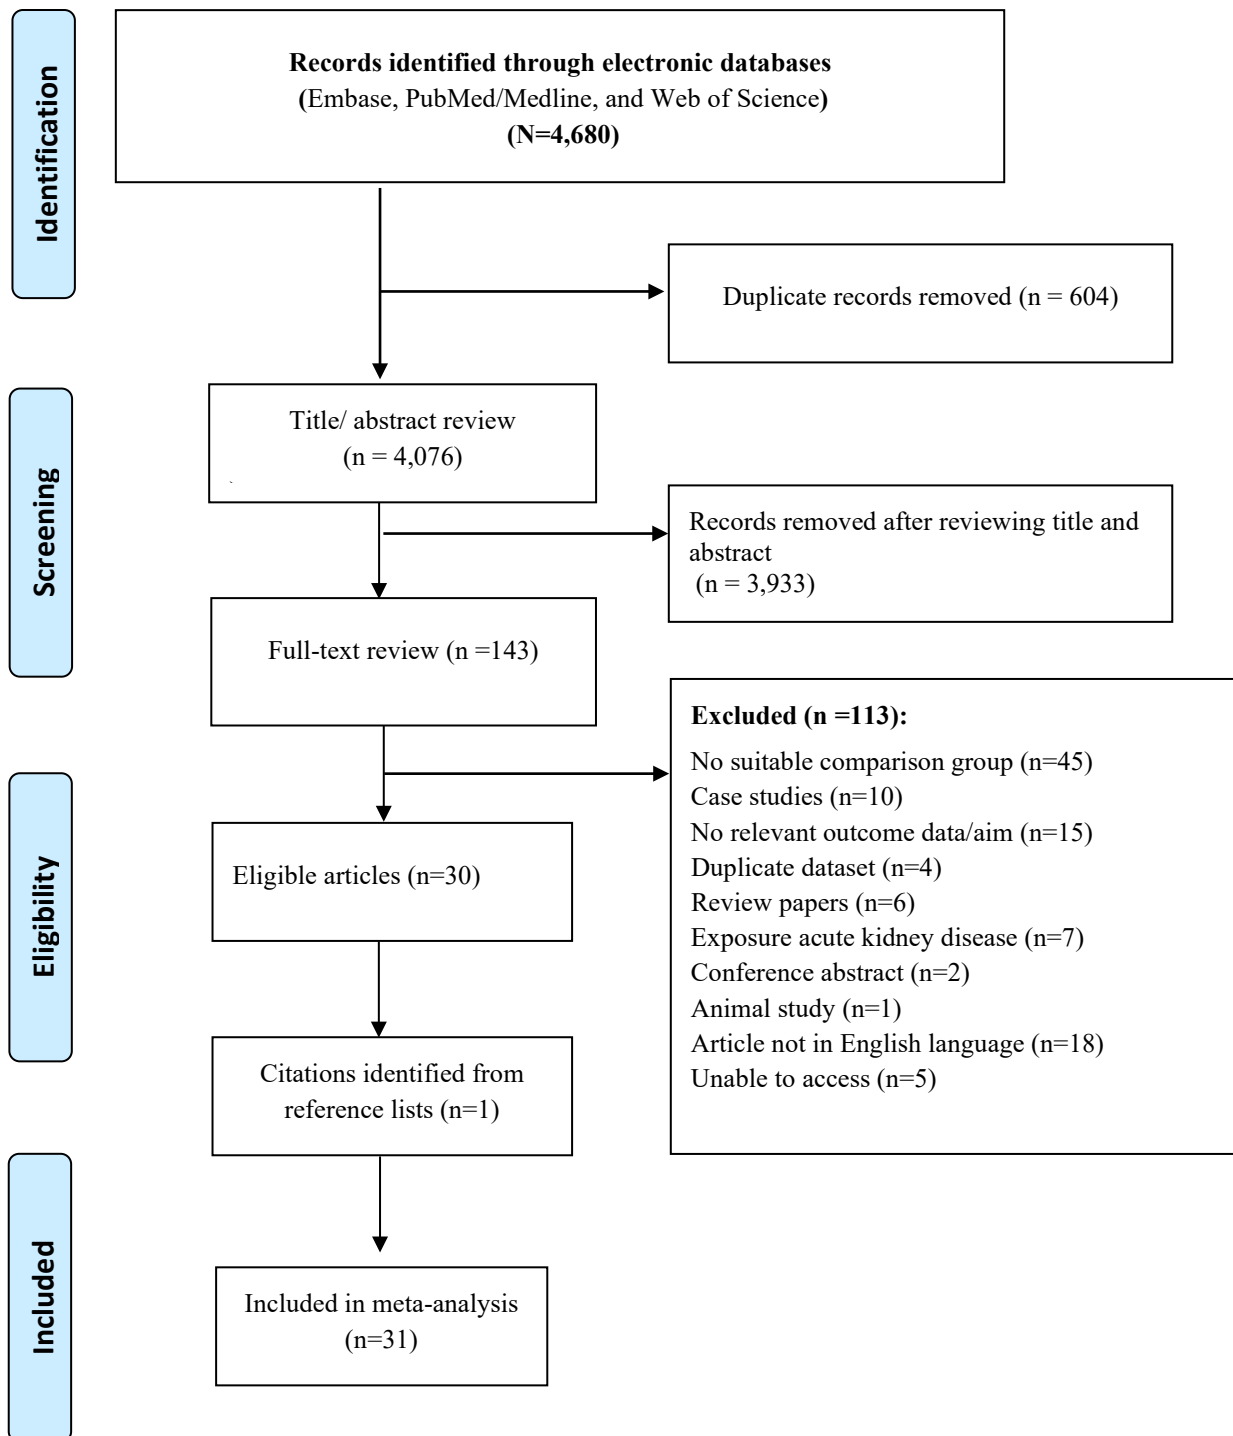 Identification
Records identified through electronic databases
(Embase, PubMed/Medline, and Web of Science)
(N=4,680)
Duplicate records removed (n = 604)
Screening
Title/ abstract review
(n = 4,076)
Records removed after reviewing title and
abstract
(n = 3,933)
Full-text review (n =143)
Excluded (n =113):
No suitable comparison group (n=45)
Case studies (n=10)
No relevant outcome data/aim (n=15)
Duplicate dataset (n=4)
Review papers (n=6)
Exposure acute kidney disease (n=7)
Conference abstract (n=2)
Animal study (n=1)
Article not in English language (n=18)
Unable to access (n=5)
Eligibility
Eligible articles (n=30)
Citations identified from
reference lists (n=1)
Included
Included in meta-analysis
(n=31)